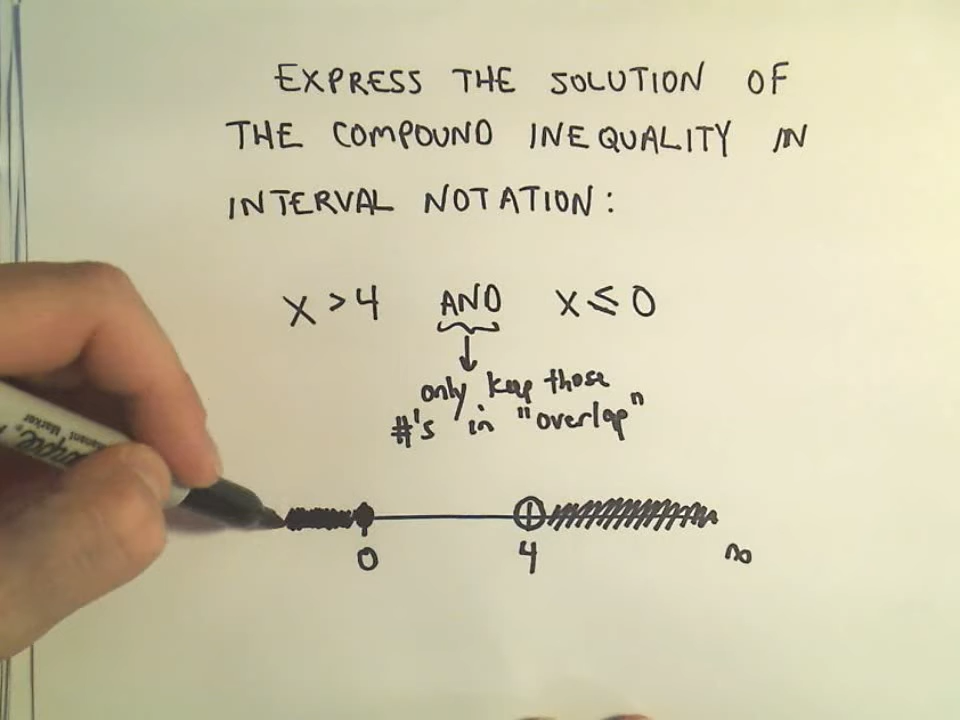 EXPRESS THE SOLUTION OF
THE COMPOUND INEQUALITY IN
INTERVAL NOTATION:
x > 4 AND x ≤ 0
only keep those
#'s in "overlap"
0 4 ∞